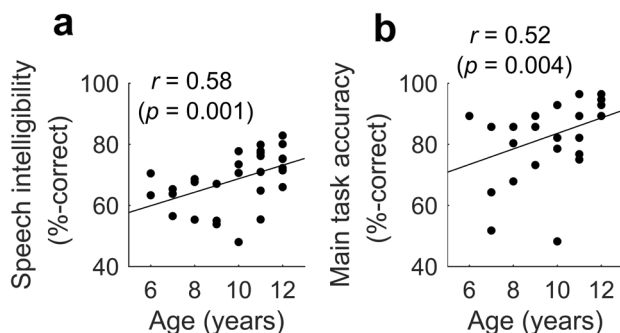 a
r = 0.58
(p = 0.001)
Speech intelligibility
(%-correct)
100
80
60
40
6 8 10 12
Age (years)
b
r = 0.52
(p = 0.004)
Main task accuracy
(%-correct)
100
80
60
40
6 8 10 12
Age (years)